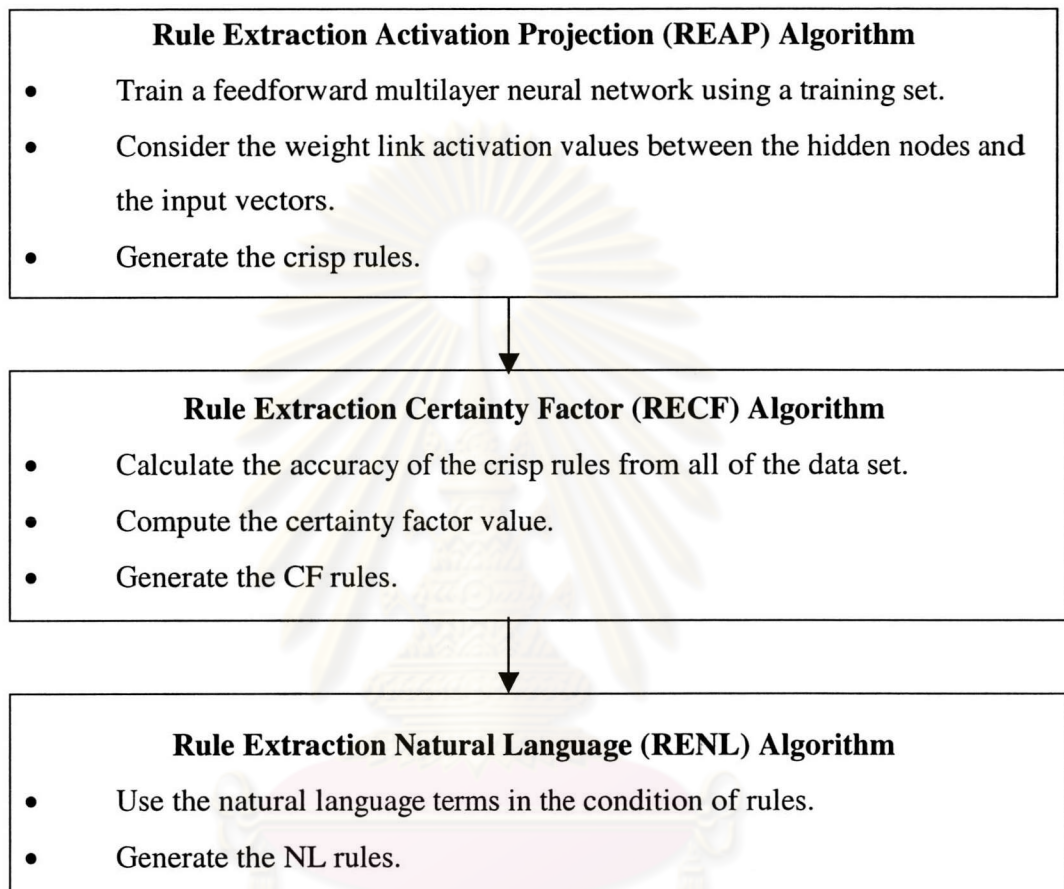 Rule Extraction Activation Projection (REAP) Algorithm
• Train a feedforward multilayer neural network using a training set.
• Consider the weight link activation values between the hidden nodes and
the input vectors.
• Generate the crisp rules.
Rule Extraction Certainty Factor (RECF) Algorithm
• Calculate the accuracy of the crisp rules from all of the data set.
• Compute the certainty factor value.
• Generate the CF rules.
Rule Extraction Natural Language (RENL) Algorithm
• Use the natural language terms in the condition of rules.
• Generate the NL rules.